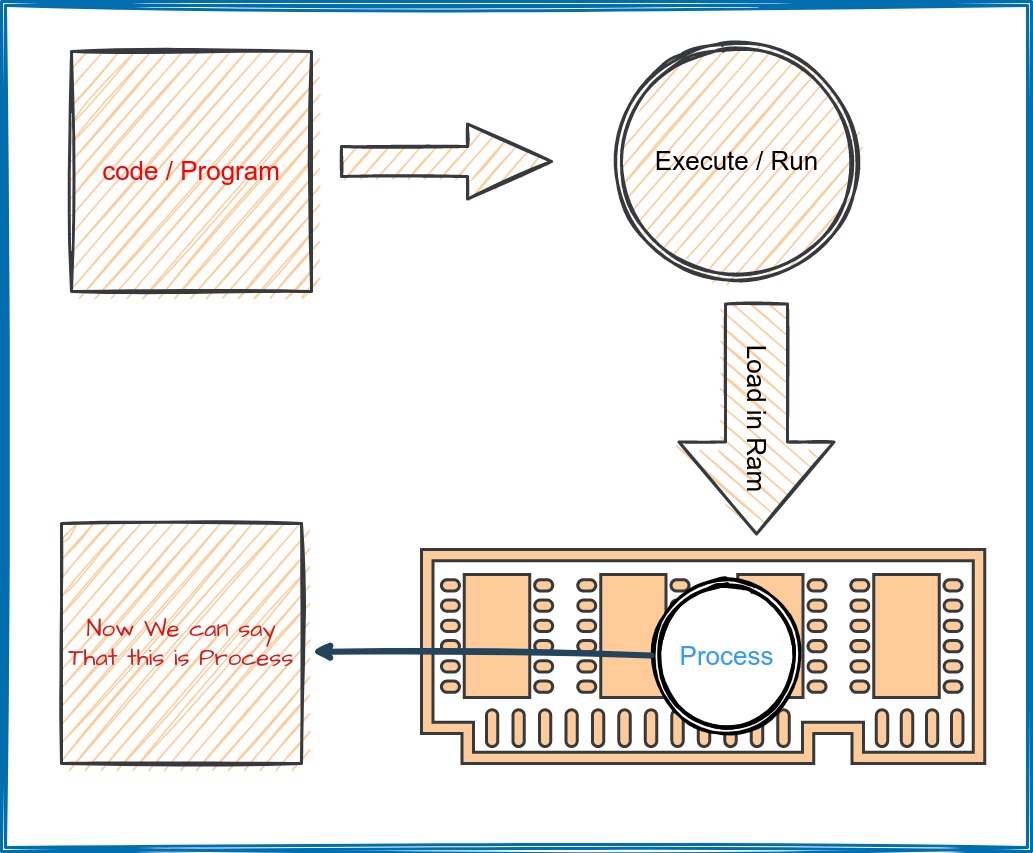 code / Program
Execute / Run
Load in Ram
Process
Now We can say
That this is Process